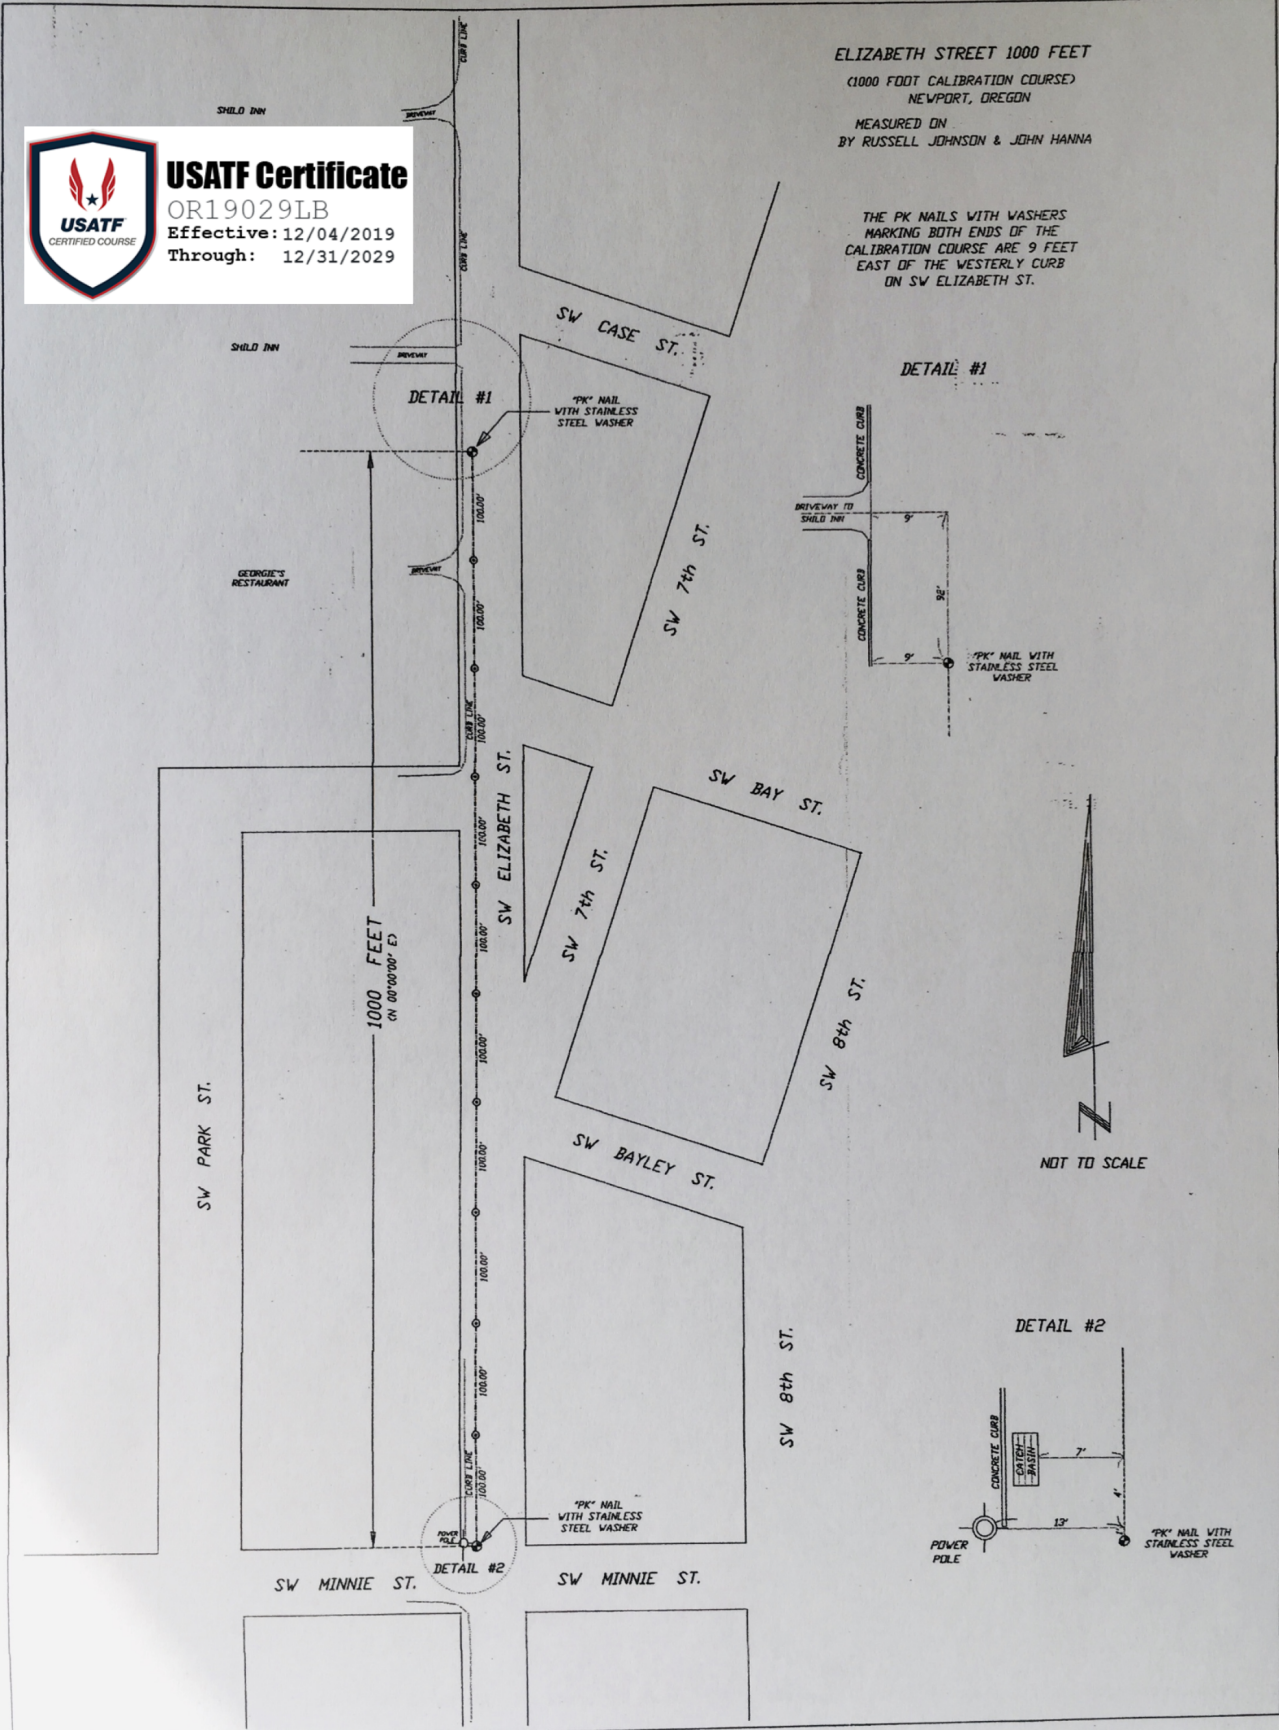 ELIZABETH STREET 1000 FEET
(1000 FOOT CALIBRATION COURSE)
NEWPORT, OREGON
MEASURED ON
BY RUSSELL JOHNSON & JOHN HANNA
THE PK NAILS WITH WASHERS
MARKING BOTH ENDS OF THE
CALIBRATION COURSE ARE 9 FEET
EAST OF THE WESTERLY CURB
ON SW ELIZABETH ST.
SHILO INN
DRIVEWAY
CURB LINE
USATF
CERTIFIED COURSE
USATF Certificate
OR19029LB
Effective: 12/04/2019
Through: 12/31/2029
CURB LINE
SW CASE ST.
SHILO INN
DRIVEWAY
DETAIL #1
"PK" NAIL
WITH STAINLESS
STEEL WASHER
100.00'
GEORGIE'S
RESTAURANT
DRIVEWAY
100.00'
SW 7th ST.
CURB LINE
100.00'
SW ELIZABETH ST.
100.00'
SW BAY ST.
SW 7th ST.
1000 FEET
(N 00°00'00" E)
100.00'
100.00'
SW 8th ST.
SW PARK ST.
100.00'
SW BAYLEY ST.
100.00'
100.00'
SW 8th ST.
CURB LINE
100.00'
POWER
POLE
"PK" NAIL
WITH STAINLESS
STEEL WASHER
DETAIL #2
SW MINNIE ST.
SW MINNIE ST.
DETAIL #1
CONCRETE CURB
DRIVEWAY TO
SHILO INN
9'
CONCRETE CURB
92'
9'
"PK" NAIL WITH
STAINLESS STEEL
WASHER
N
NOT TO SCALE
DETAIL #2
CONCRETE CURB
CATCH
BASIN
7'
4'
13'
POWER
POLE
"PK" NAIL WITH
STAINLESS STEEL
WASHER